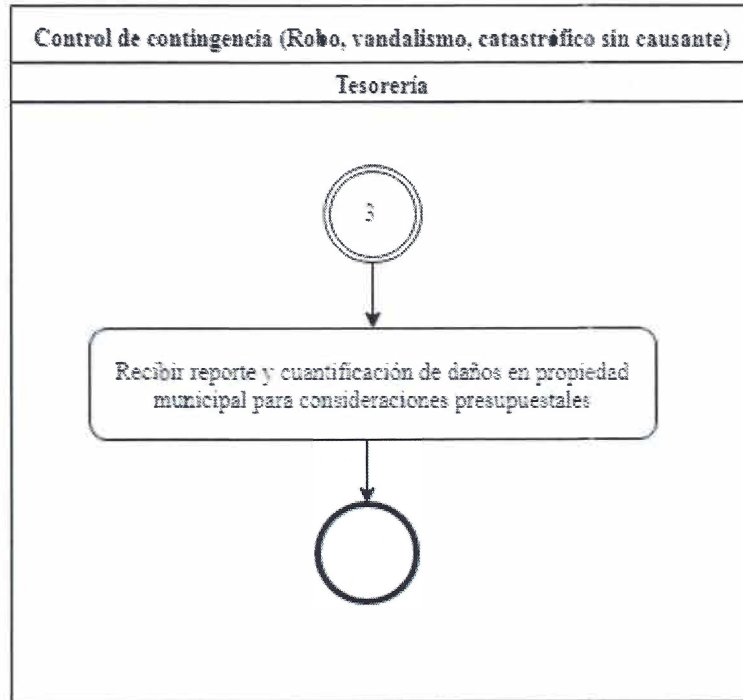 Control de contingencia (Robo, vandalismo, catastrófico sin causante)
Tesorería
3
Recibir reporte y cuantificación de daños en propiedad
municipal para consideraciones presupuestales